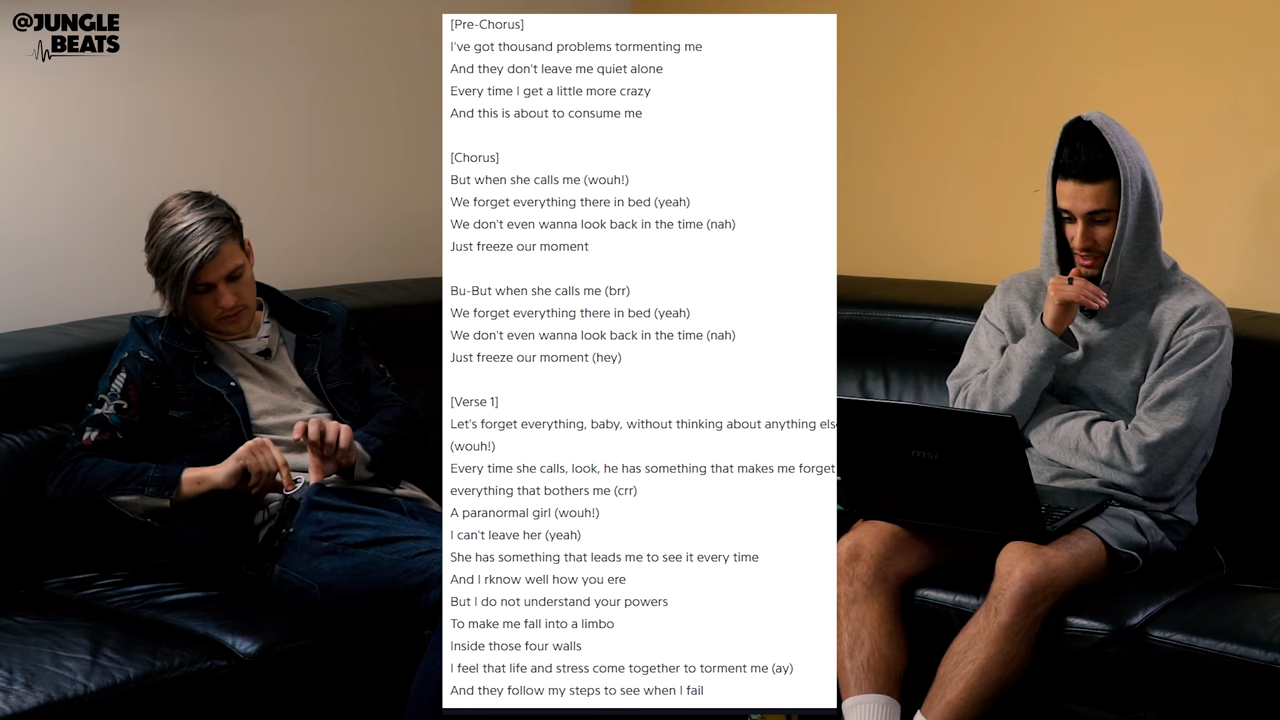 @JUNGLE
BEATS
[Pre-Chorus]
I've got thousand problems tormenting me
And they don't leave me quiet alone
Every time I get a little more crazy
And this is about to consume me
[Chorus]
But when she calls me (wouh!)
We forget everything there in bed (yeah)
We don't even wanna look back in the time (nah)
Just freeze our moment
Bu-But when she calls me (brr)
We forget everything there in bed (yeah)
We don't even wanna look back in the time (nah)
Just freeze our moment (hey)
[Verse 1]
Let's forget everything, baby, without thinking about anything els
(wouh!)
Every time she calls, look, he has something that makes me forget
everything that bothers me (crr)
A paranormal girl (wouh!)
I can't leave her (yeah)
She has something that leads me to see it every time
And I rknow well how you ere
But I do not understand your powers
To make me fall into a limbo
Inside those four walls
I feel that life and stress come together to torment me (ay)
And they follow my steps to see when I fail
msi